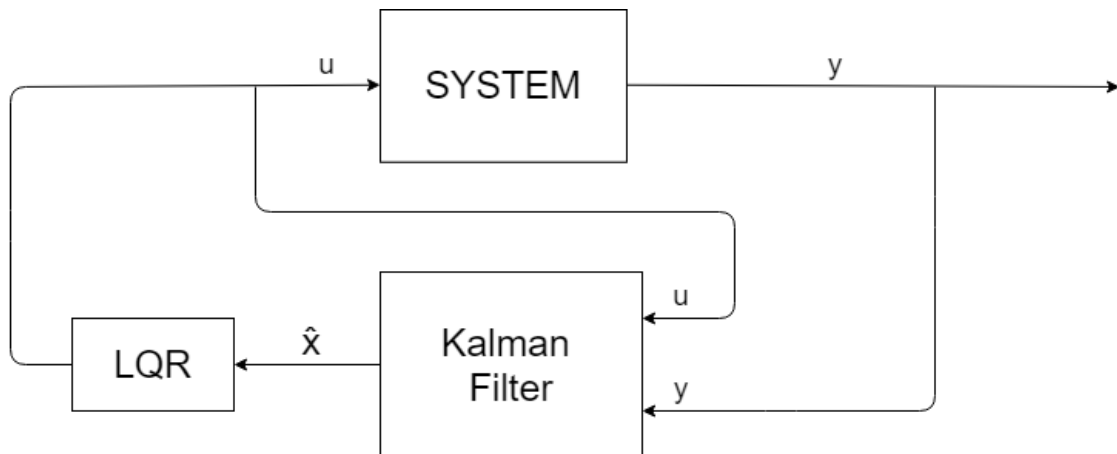 u
SYSTEM
y
u
LQR
x̂
Kalman
Filter
y